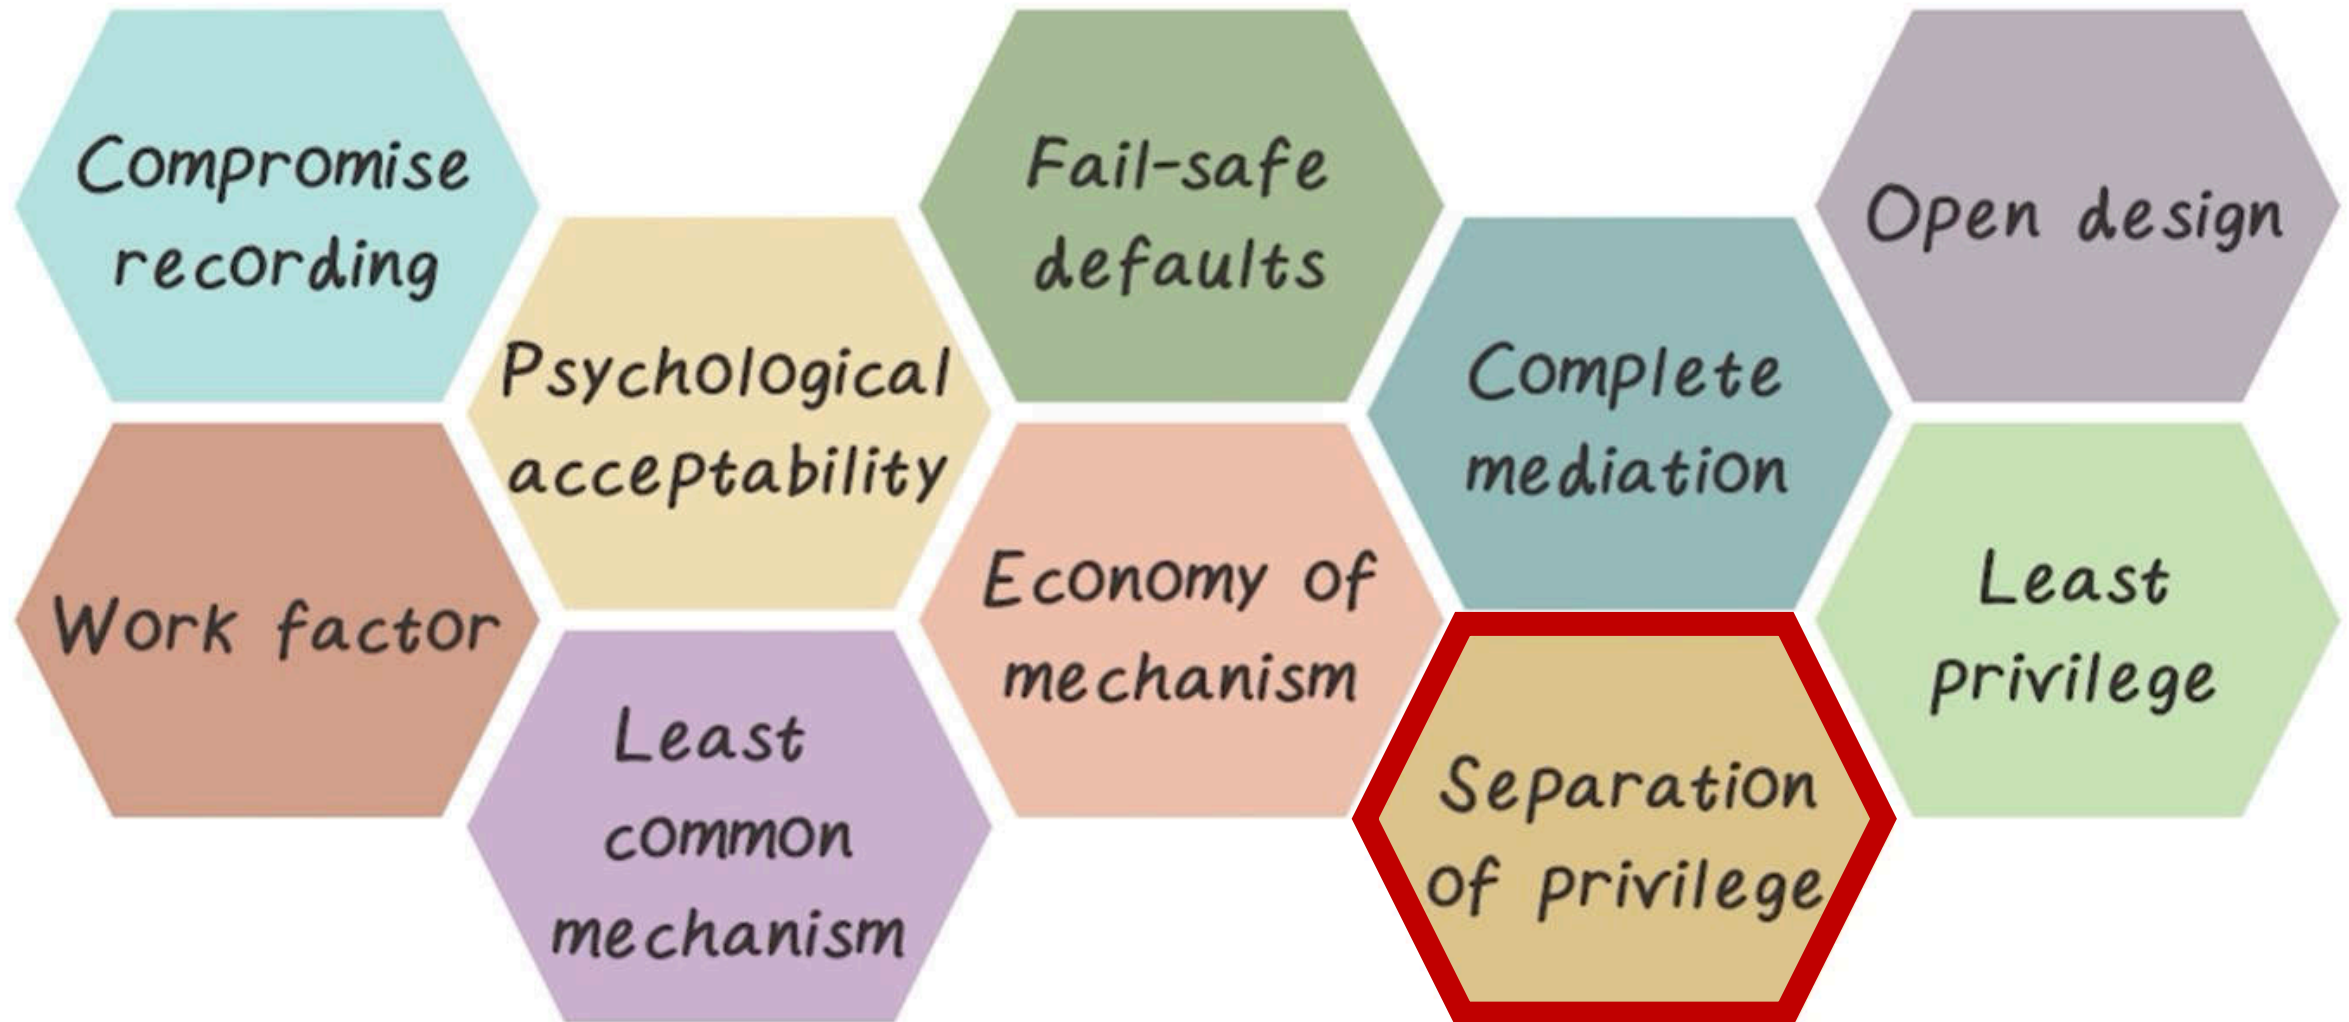 Compromise
recording
Fail-safe
defaults
Open design
Psychological
acceptability
Complete
mediation
Work factor
Economy of
mechanism
Least
privilege
Least
common
mechanism
Separation
of privilege